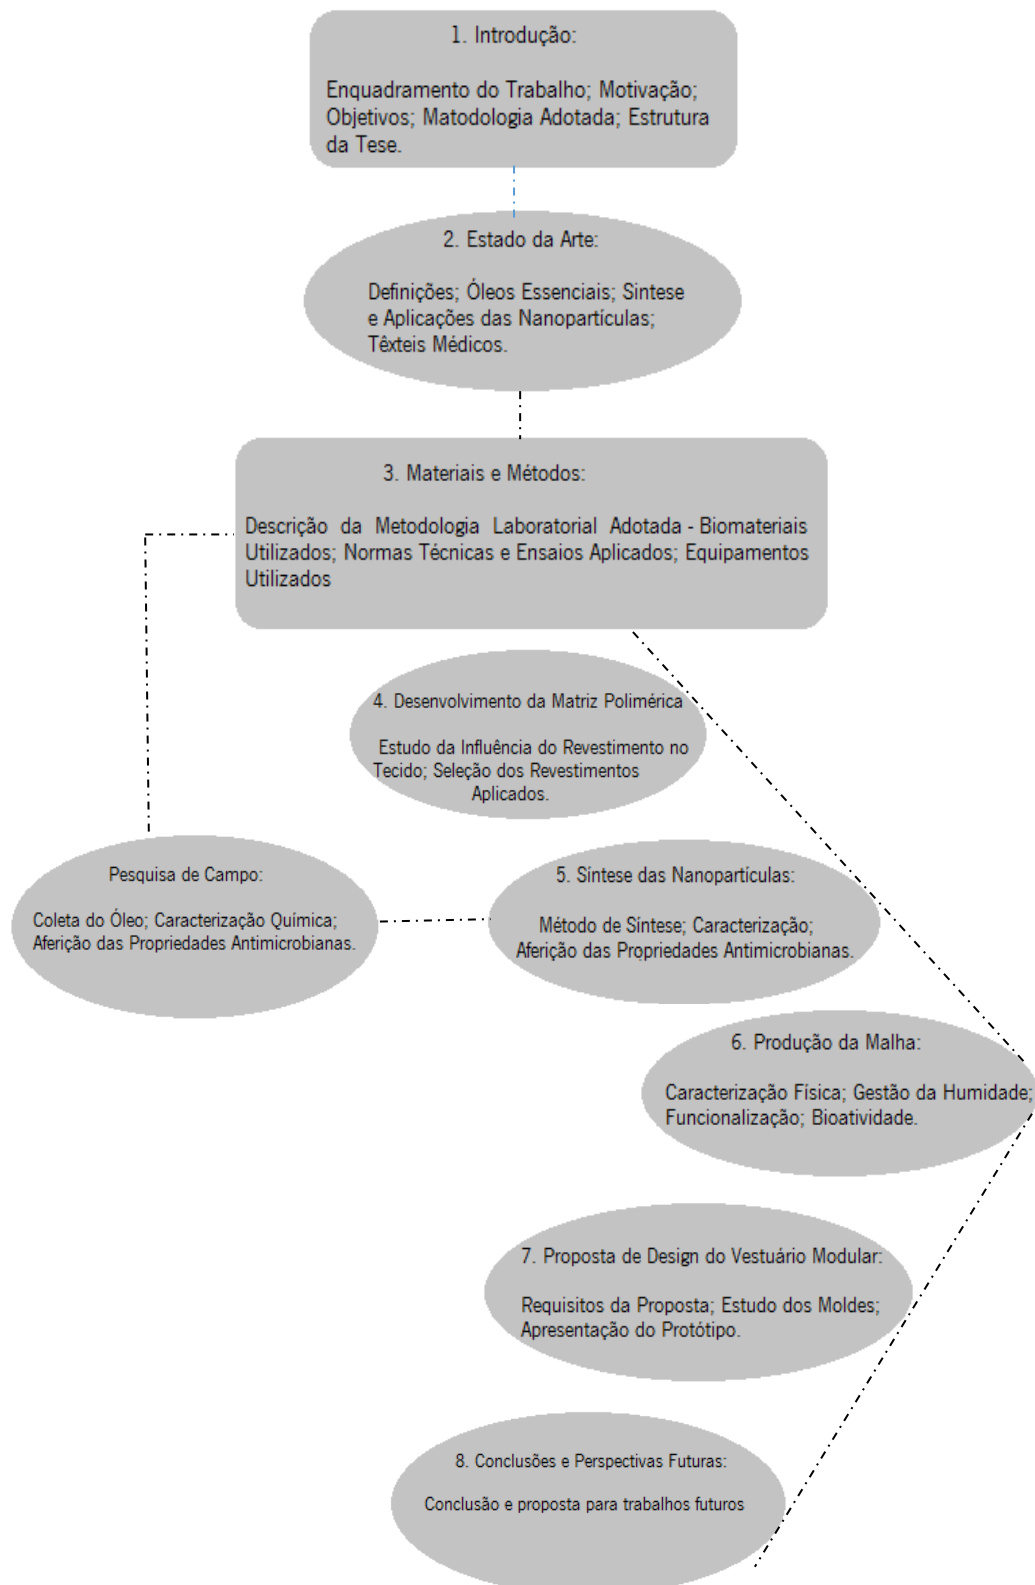 1. Introdução:
Enquadramento do Trabalho; Motivação;
Objetivos; Matodologia Adotada; Estrutura
da Tese.
2. Estado da Arte:
Definições; Óleos Essenciais; Sintese
e Aplicações das Nanopartículas;
Têxteis Médicos.
3. Materiais e Métodos:
Descrição da Metodologia Laboratorial Adotada - Biomateriais
Utilizados; Normas Técnicas e Ensaios Aplicados; Equipamentos
Utilizados
4. Desenvolvimento da Matriz Polimérica
Estudo da Influência do Revestimento no
Tecido; Seleção dos Revestimentos
Aplicados.
Pesquisa de Campo:
Coleta do Óleo; Caracterização Química;
Aferição das Propriedades Antimicrobianas.
5. Síntese das Nanopartículas:
Método de Síntese; Caracterização;
Aferição das Propriedades Antimicrobianas.
6. Produção da Malha:
Caracterização Física; Gestão da Humidade;
Funcionalização; Bioatividade.
7. Proposta de Design do Vestuário Modular:
Requisitos da Proposta; Estudo dos Moldes;
Apresentação do Protótipo.
8. Conclusões e Perspectivas Futuras:
Conclusão e proposta para trabalhos futuros